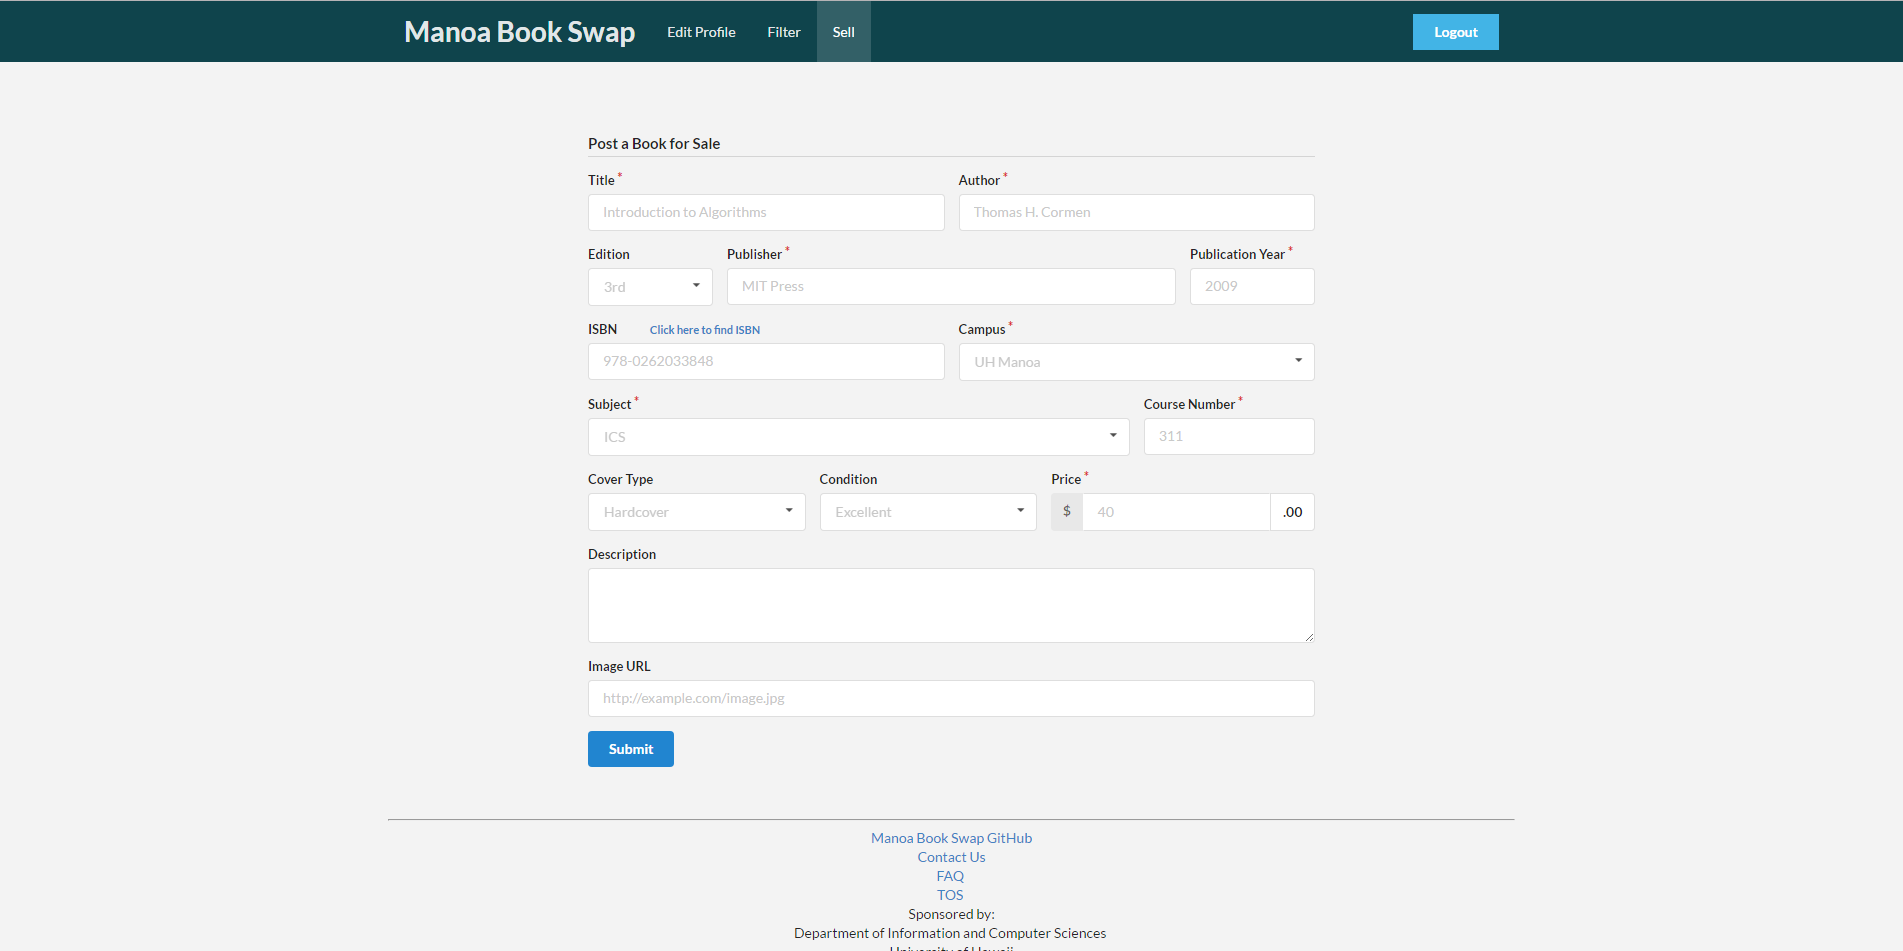 Manoa Book Swap Edit Profile Filter Sell Logout
Post a Book for Sale
Title * Author *
Introduction to Algorithms Thomas H. Cormen
Edition Publisher * Publication Year *
3rd MIT Press 2009
ISBN Click here to find ISBN Campus *
978-0262033848 UH Manoa
Subject * Course Number *
ICS 311
Cover Type Condition Price *
Hardcover Excellent $ 40 .00
Description
Image URL
http://example.com/image.jpg
Submit
Manoa Book Swap GitHub
Contact Us
FAQ
TOS
Sponsored by:
Department of Information and Computer Sciences
University of Hawaii